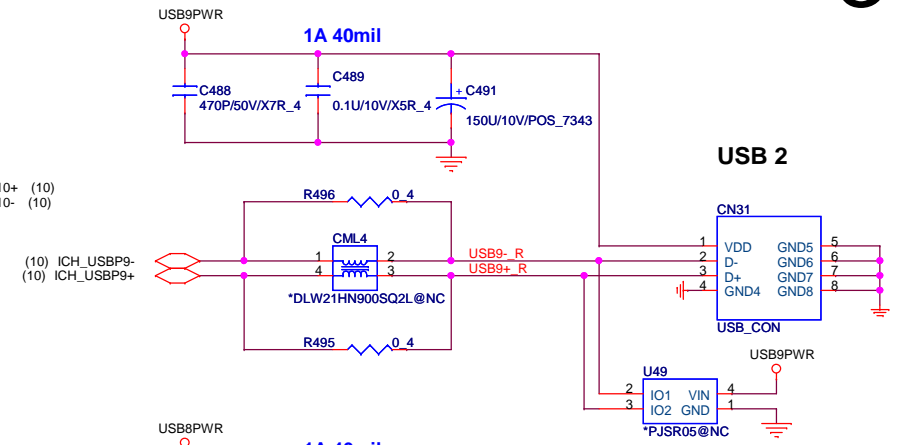 USB9PWR
1A 40mil
C488
470P/50V/X7R_4
C489
0.1U/10V/X5R_4
+ C491
150U/10V/POS_7343
USB 2
10+ (10)
10- (10)
R496 0_4
CN31
CML4
(10) ICH_USBP9-
(10) ICH_USBP9+
1 2
4 3
USB9-_R
USB9+_R
*DLW21HN900SQ2L@NC
1 VDD GND5 5
2 D- GND6 6
3 D+ GND7 7
4 GND4 GND8 8
USB_CON
R495 0_4
USB9PWR
U49
2 IO1 VIN 4
3 IO2 GND 1
*PJSR05@NC
USB8PWR
1A 40mil